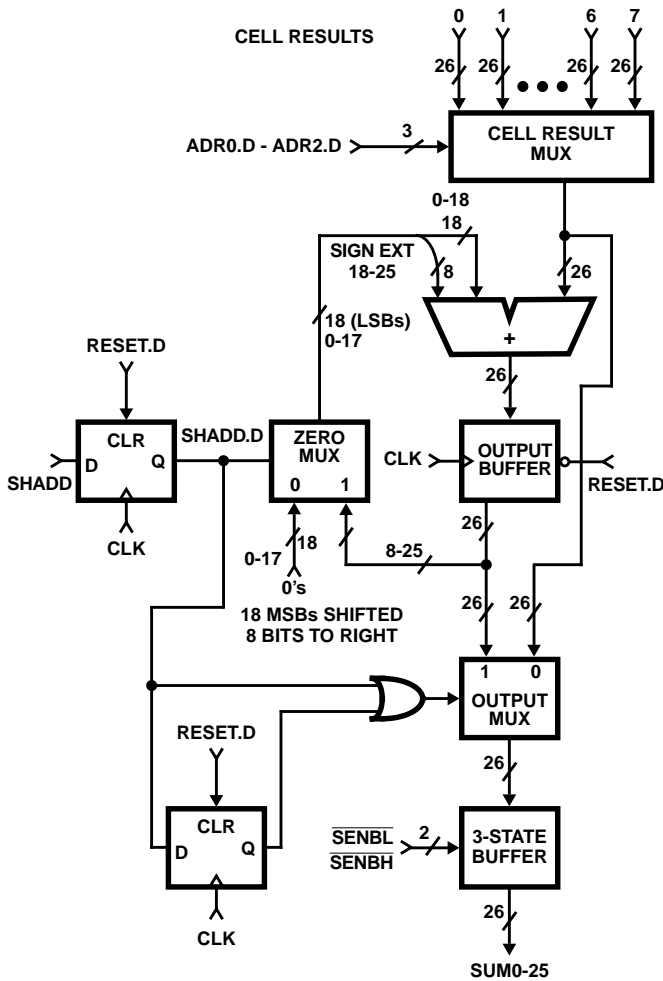 0 1 6 7
CELL RESULTS
26 26 26 26
CELL RESULT
MUX
ADR0.D - ADR2.D
3
0-18
18
SIGN EXT
18-25
8
26
+
18 (LSBs)
0-17
26
RESET.D
CLR
D Q
SHADD
CLK
SHADD.D
ZERO
MUX
0 1
CLK
OUTPUT
BUFFER
RESET.D
26
0-17
18
0's
8-25
18 MSBs SHIFTED
8 BITS TO RIGHT
26 26
1 0
OUTPUT
MUX
RESET.D
CLR
D Q
CLK
26
SENBL
SENBH
2
3-STATE
BUFFER
26
SUM0-25